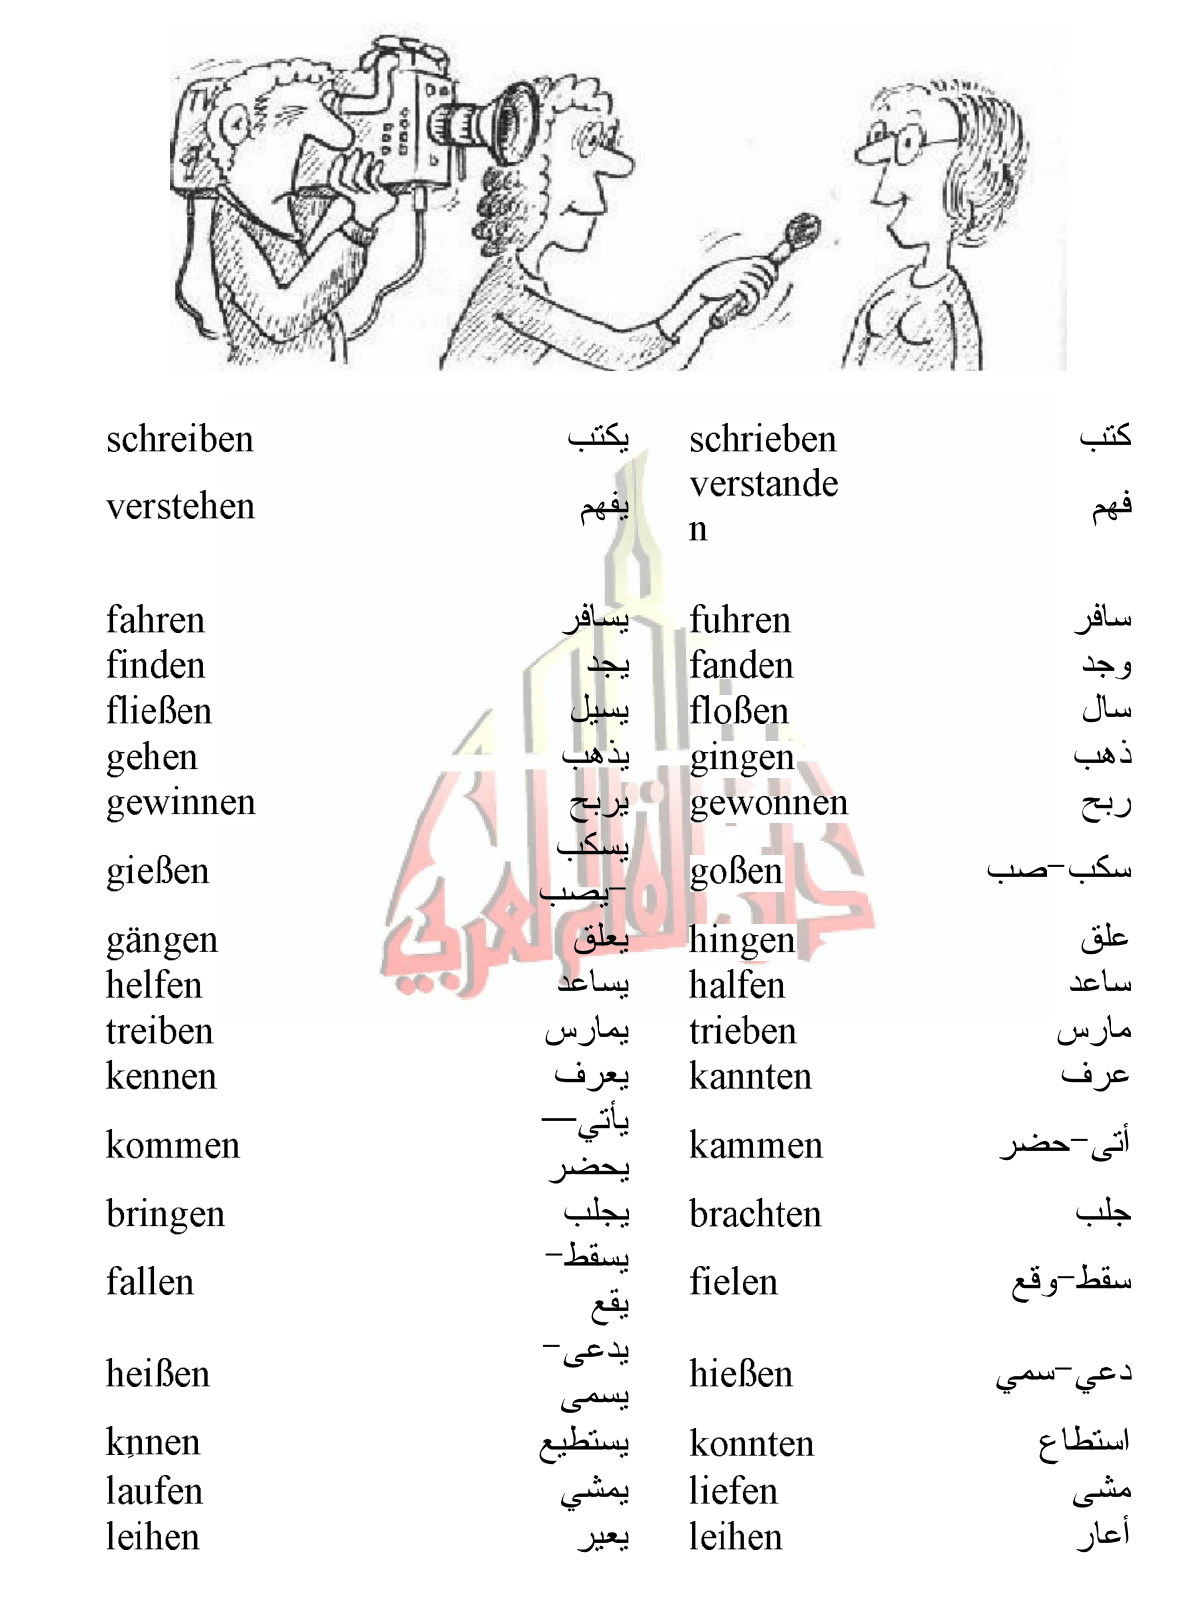 schreiben يكتب schrieben كتب
verstehen يفهم verstande
n فهم
fahren يسافر fuhren سافر
finden يجد fanden وجد
fließen يسيل floßen سال
gehen يذهب gingen ذهب
gewinnen يربح gewonnen ربح
gießen يسكب
-يصب goßen سكب-صب
gängen يعلق hingen علق
helfen يساعد halfen ساعد
treiben يمارس trieben مارس
kennen يعرف kannten عرف
kommen يأتي—
يحضر kammen أتى-حضر
bringen يجلب brachten جلب
fallen يسقط-
يقع fielen سقط-وقع
heißen يدعى-
يسمى hießen دعي-سمي
kِnnen يستطيع konnten استطاع
laufen يمشي liefen مشى
leihen يعير leihen أعار